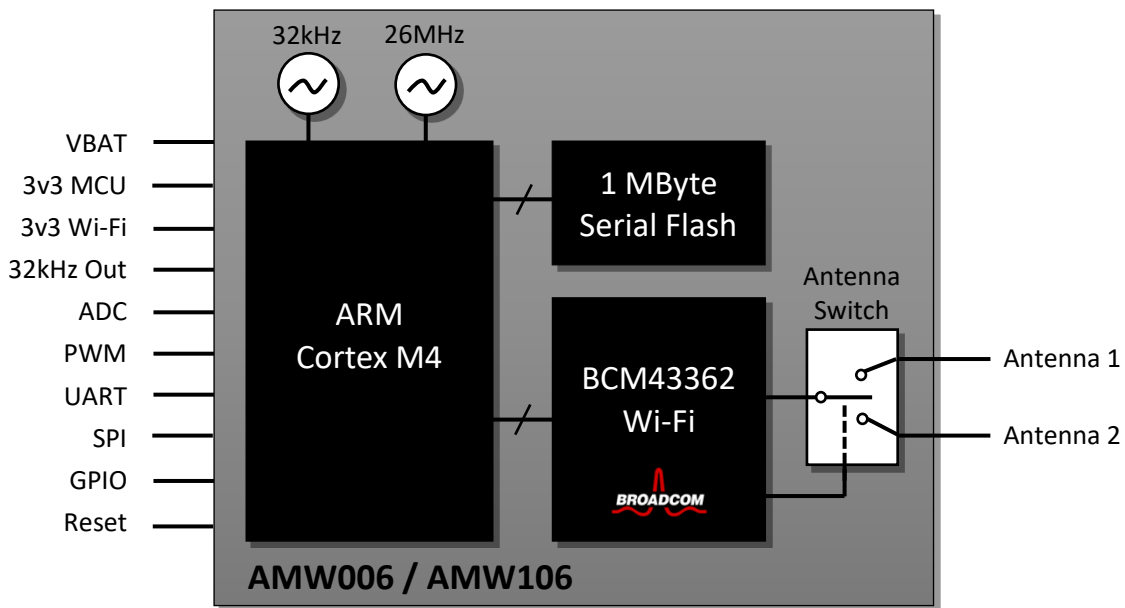 32kHz
26MHz
VBAT
3v3 MCU
3v3 Wi-Fi
32kHz Out
ADC
PWM
UART
SPI
GPIO
Reset
ARM
Cortex M4
1 MByte
Serial Flash
BCM43362
Wi-Fi
BROADCOM
Antenna
Switch
Antenna 1
Antenna 2
AMW006 / AMW106